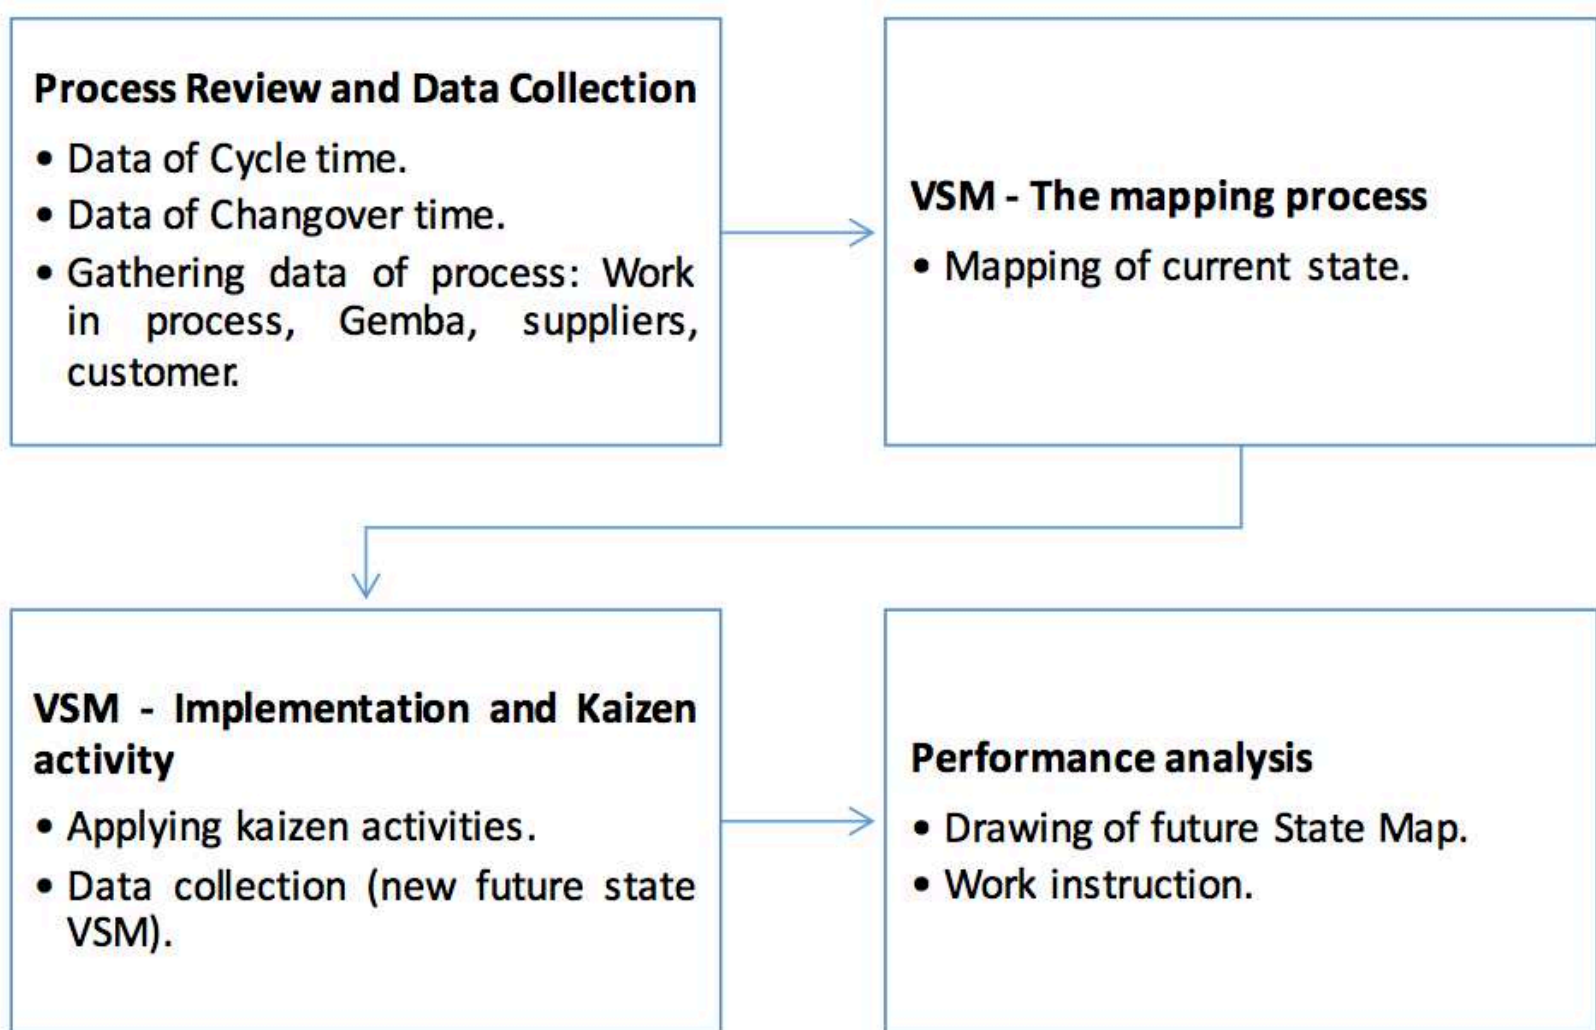 Process Review and Data Collection
• Data of Cycle time.
• Data of Changover time.
• Gathering data of process: Work
in process, Gemba, suppliers,
customer.
VSM - The mapping process
• Mapping of current state.
VSM - Implementation and Kaizen
activity
• Applying kaizen activities.
• Data collection (new future state
VSM).
Performance analysis
• Drawing of future State Map.
• Work instruction.